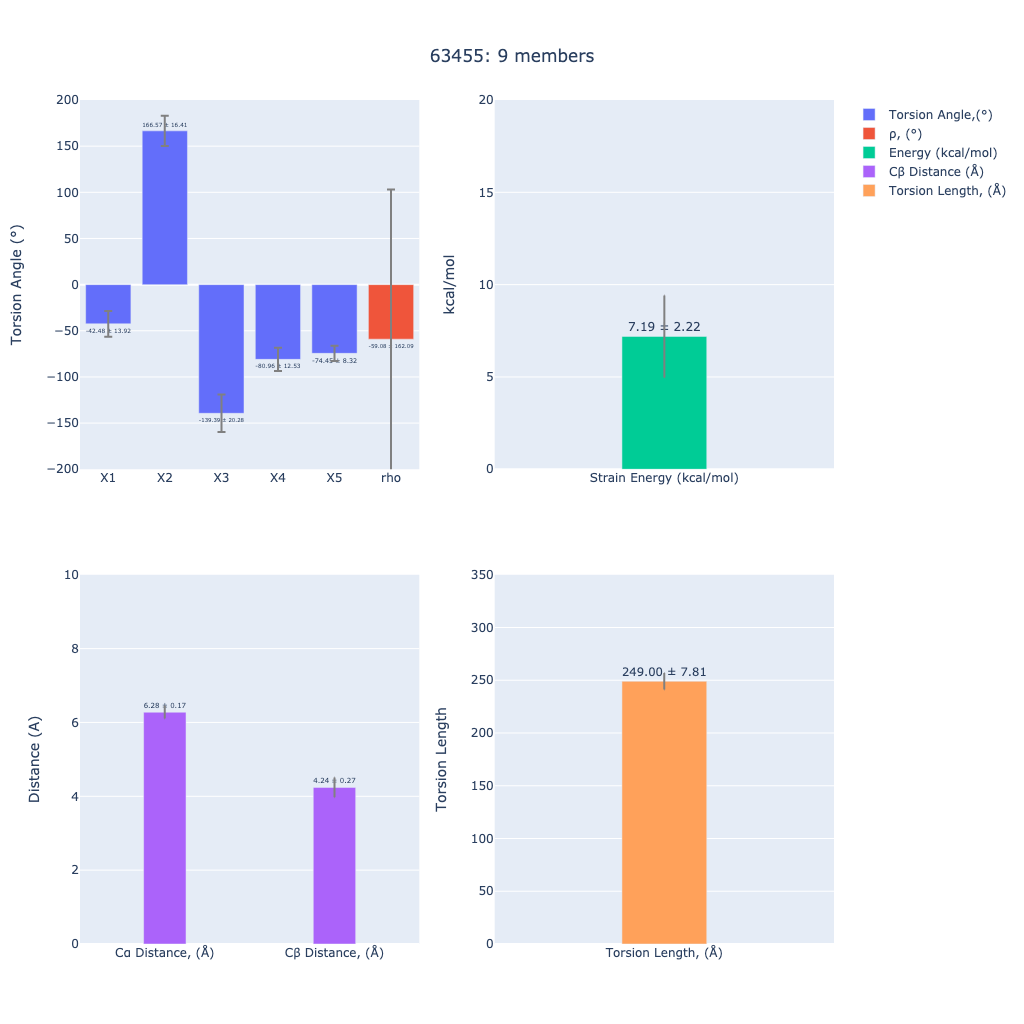 63455: 9 members
200
150
100
50
0
−50
−100
−150
−200
Torsion Angle (°)
166.57 ± 16.41
-42.48 ± 13.92
-139.39 ± 20.28
-80.96 ± 12.53
-74.45 ± 8.32
-59.08 ± 162.09
X1 X2 X3 X4 X5 rho
20
15
10
5
0
kcal/mol
7.19 ± 2.22
Strain Energy (kcal/mol)
Torsion Angle,(°)
ρ, (°)
Energy (kcal/mol)
Cβ Distance (Å)
Torsion Length, (Å)
10
8
6
4
2
0
Distance (A)
6.28 ± 0.17
4.24 ± 0.27
Cα Distance, (Å) Cβ Distance, (Å)
350
300
250
200
150
100
50
0
Torsion Length
249.00 ± 7.81
Torsion Length, (Å)